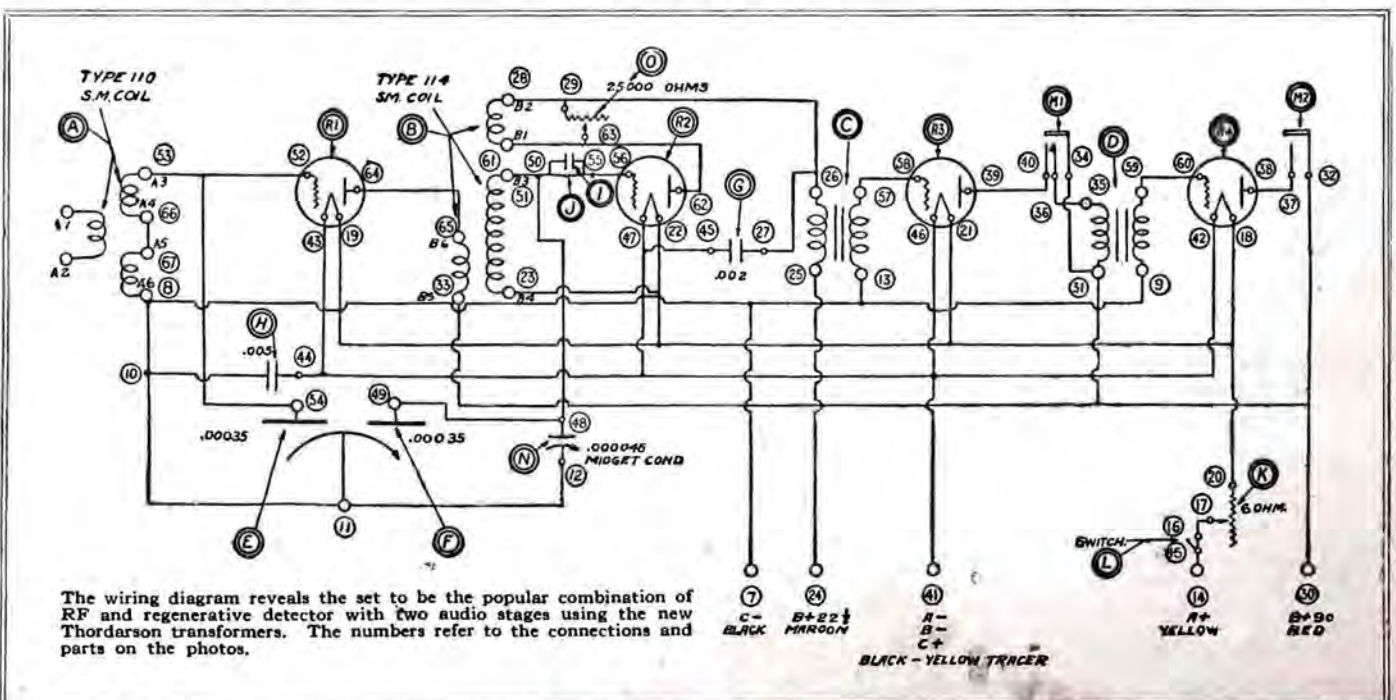 TYPE 110
S.M. COIL
TYPE 114
S.M. COIL
A
53
A3
A4
66
A5
67
A6
8
A1
A2
R1
52
64
43
19
B
28
B2
B1
61
B3
51
23
B4
65
B6
33
B5
29
O
25000 OHMS
63
50
55
56
J
I
R2
62
47
22
G
45
27
.002
C
26
25
57
13
R3
58
39
46
21
M1
40
34
36
35
D
59
31
9
60
38
42
18
M2
37
32
H
.005
44
10
54
49
.00035
.00035
48
N
.000045
MIDGET COND
12
11
E
F
20
K
6 OHM.
17
16
15
SWITCH.
L
7
C-
BLACK
24
B+22½
MAROON
41
A-
B-
C+
BLACK - YELLOW TRACER
14
A+
YELLOW
30
B+90
RED
The wiring diagram reveals the set to be the popular combination of
RF and regenerative detector with two audio stages using the new
Thordarson transformers. The numbers refer to the connections and
parts on the photos.